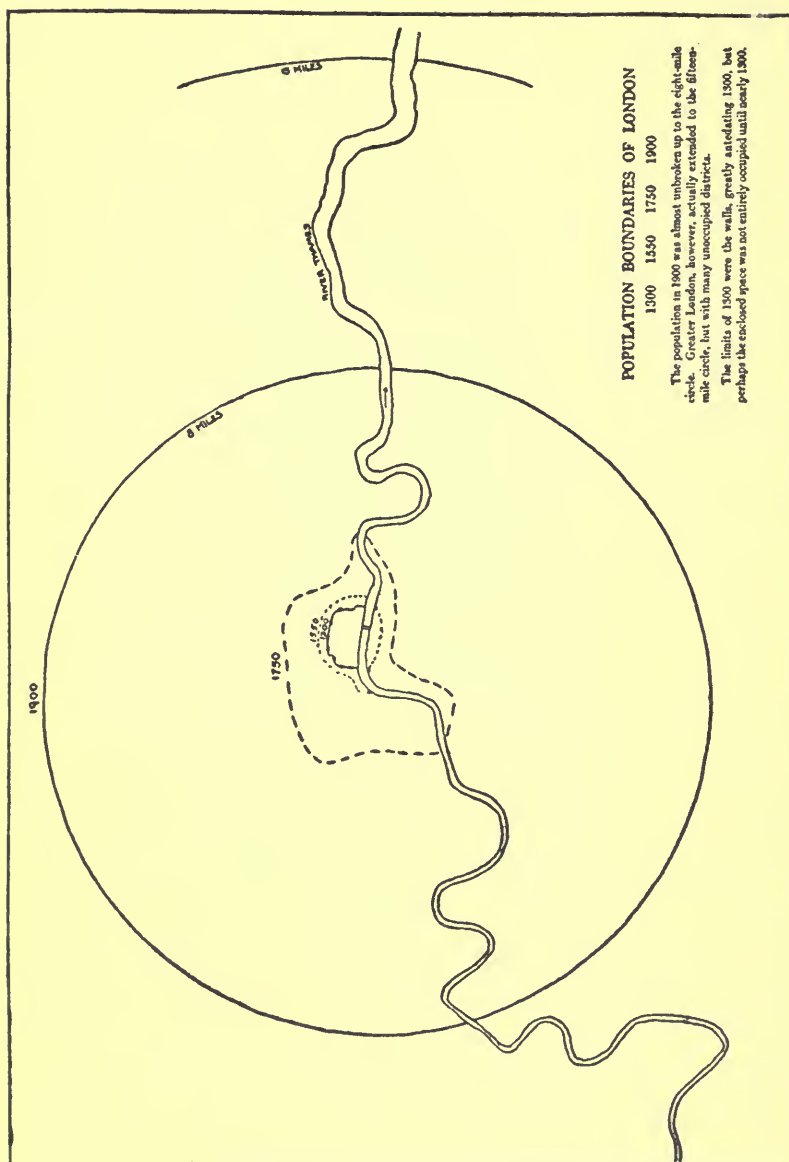 POPULATION BOUNDARIES OF LONDON
1300 1550 1750 1900
The population in 1900 was almost unbroken up to the eight-mile
circle. Greater London, however, actually extended to the fifteen-
mile circle, but with many unoccupied districts.
The limits of 1300 were the walls, greatly antedating 1300, but
perhaps the enclosed space was not entirely occupied until nearly 1300.
1900
1750
1550
1300
8 MILES
RIVER THAMES
MILES